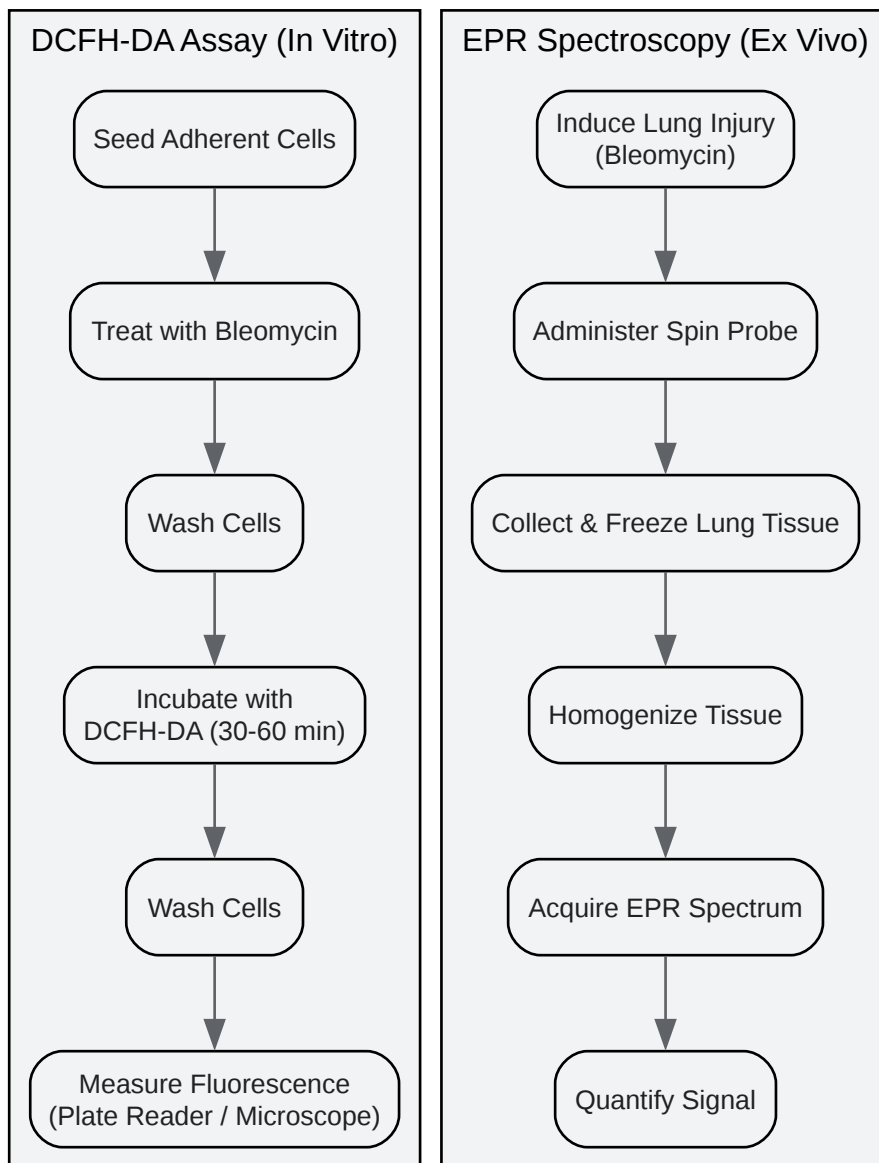 DCFH-DA Assay (In Vitro)
Seed Adherent Cells
Treat with Bleomycin
Wash Cells
Incubate with
DCFH-DA (30-60 min)
Wash Cells
Measure Fluorescence
(Plate Reader / Microscope)
EPR Spectroscopy (Ex Vivo)
Induce Lung Injury
(Bleomycin)
Administer Spin Probe
Collect & Freeze Lung Tissue
Homogenize Tissue
Acquire EPR Spectrum
Quantify Signal